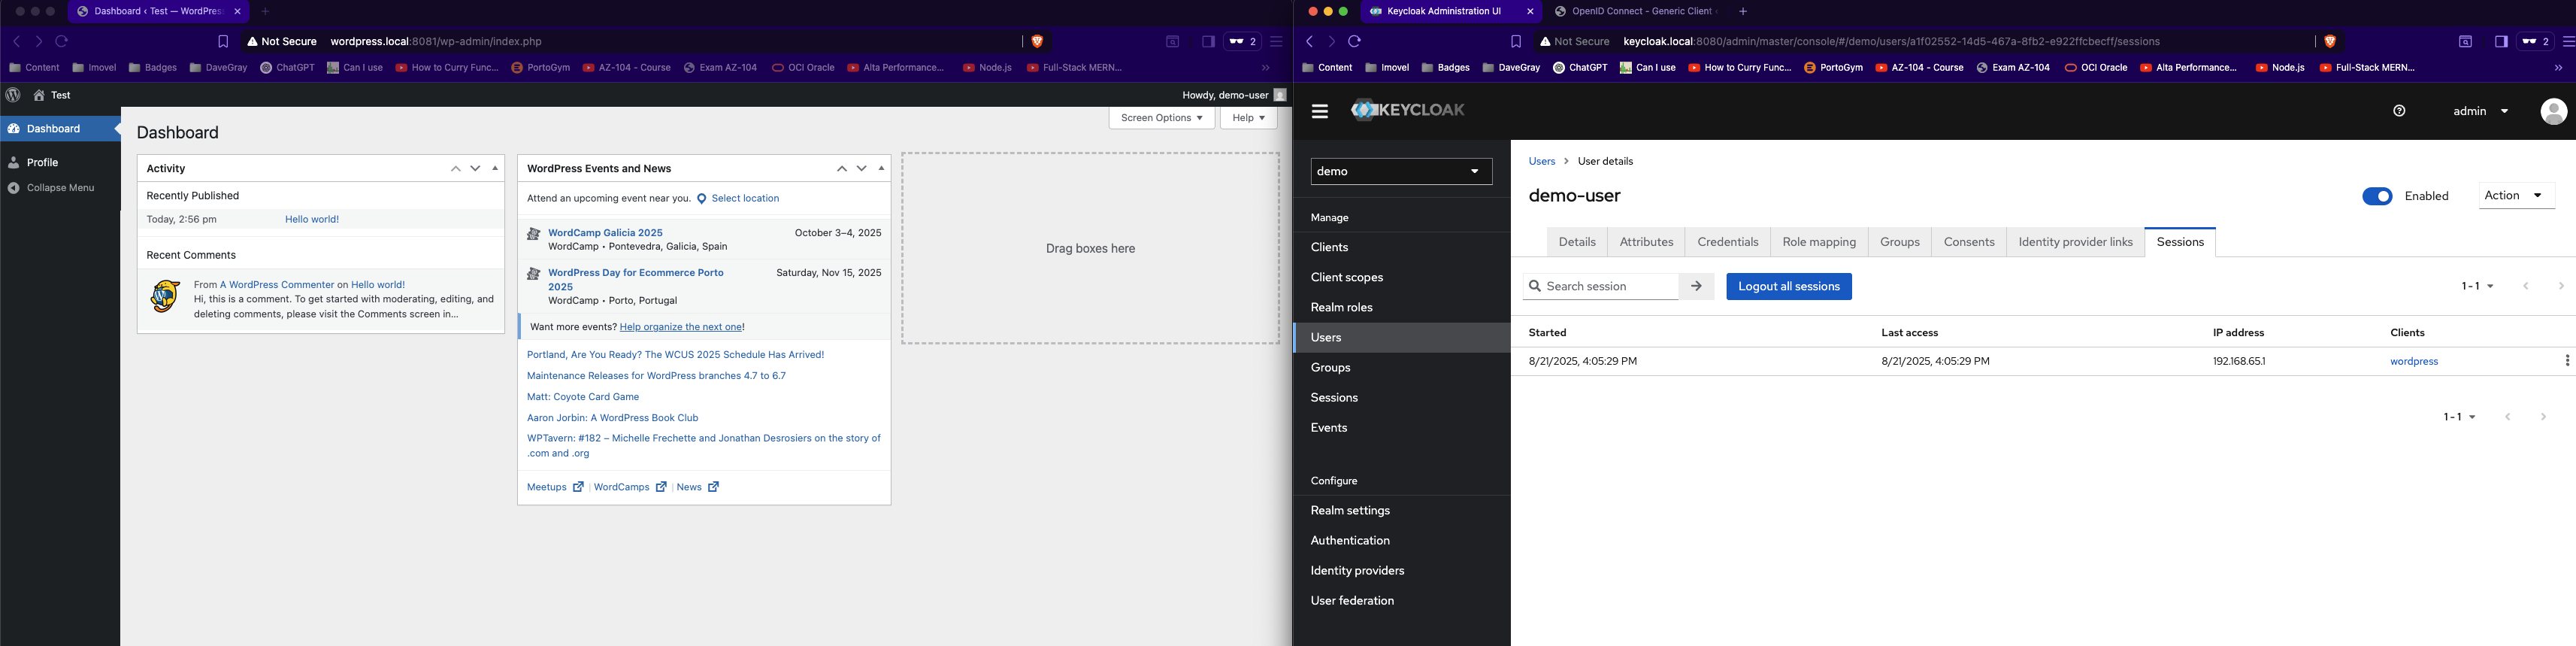 Dashboard ‹ Test — WordPres
Not Secure wordpress.local:8081/wp-admin/index.php 2
Content Imovel Badges DaveGray ChatGPT Can I use How to Curry Func... PortoGym AZ-104 - Course Exam AZ-104 OCI Oracle Alta Performance... Node.js Full-Stack MERN... »
Test Howdy, demo-user
Dashboard
Profile
Collapse Menu
Dashboard
Screen Options
Help
Activity
Recently Published
Today, 2:56 pm Hello world!
Recent Comments
From A WordPress Commenter on Hello world!
Hi, this is a comment. To get started with moderating, editing, and
deleting comments, please visit the Comments screen in...
WordPress Events and News
Attend an upcoming event near you. Select location
WordCamp Galicia 2025 October 3–4, 2025
WordCamp • Pontevedra, Galicia, Spain
WordPress Day for Ecommerce Porto Saturday, Nov 15, 2025
2025
WordCamp • Porto, Portugal
Want more events? Help organize the next one!
Portland, Are You Ready? The WCUS 2025 Schedule Has Arrived!
Maintenance Releases for WordPress branches 4.7 to 6.7
Matt: Coyote Card Game
Aaron Jorbin: A WordPress Book Club
WPTavern: #182 – Michelle Frechette and Jonathan Desrosiers on the story of
.com and .org
Meetups | WordCamps | News
Drag boxes here
Keycloak Administration UI OpenID Connect - Generic Client
Not Secure keycloak.local:8080/admin/master/console/#/demo/users/a1f02552-14d5-467a-8fb2-e922ffcbecff/sessions 2
Content Imovel Badges DaveGray ChatGPT Can I use How to Curry Func... PortoGym AZ-104 - Course Exam AZ-104 OCI Oracle Alta Performance... Node.js Full-Stack MERN... »
KEYCLOAK admin
demo
Manage
Clients
Client scopes
Realm roles
Users
Groups
Sessions
Events
Configure
Realm settings
Authentication
Identity providers
User federation
Users > User details
demo-user Enabled Action
Details Attributes Credentials Role mapping Groups Consents Identity provider links Sessions
Search session Logout all sessions 1 - 1
Started Last access IP address Clients
8/21/2025, 4:05:29 PM 8/21/2025, 4:05:29 PM 192.168.65.1 wordpress
1 - 1